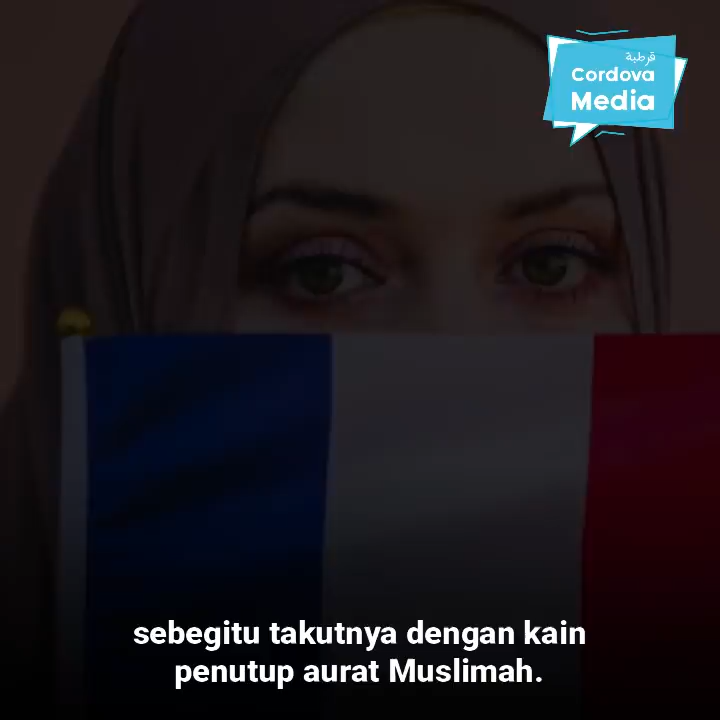 قرطبة
Cordova
Media
sebegitu takutnya dengan kain
penutup aurat Muslimah.